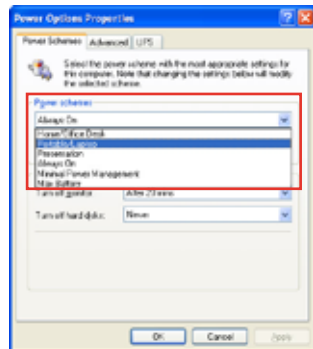 Power Options Properties
Power Schemes Advanced UPS
Select the power scheme with the most appropriate settings for
this computer. Note that changing the settings below will modify
the selected scheme.
Power schemes
Always On
Home/Office Desk
Portable/Laptop
Presentation
Always On
Minimal Power Management
Max Battery
Turn off monitor: After 20 mins
Turn off hard disks: Never
OK Cancel Apply